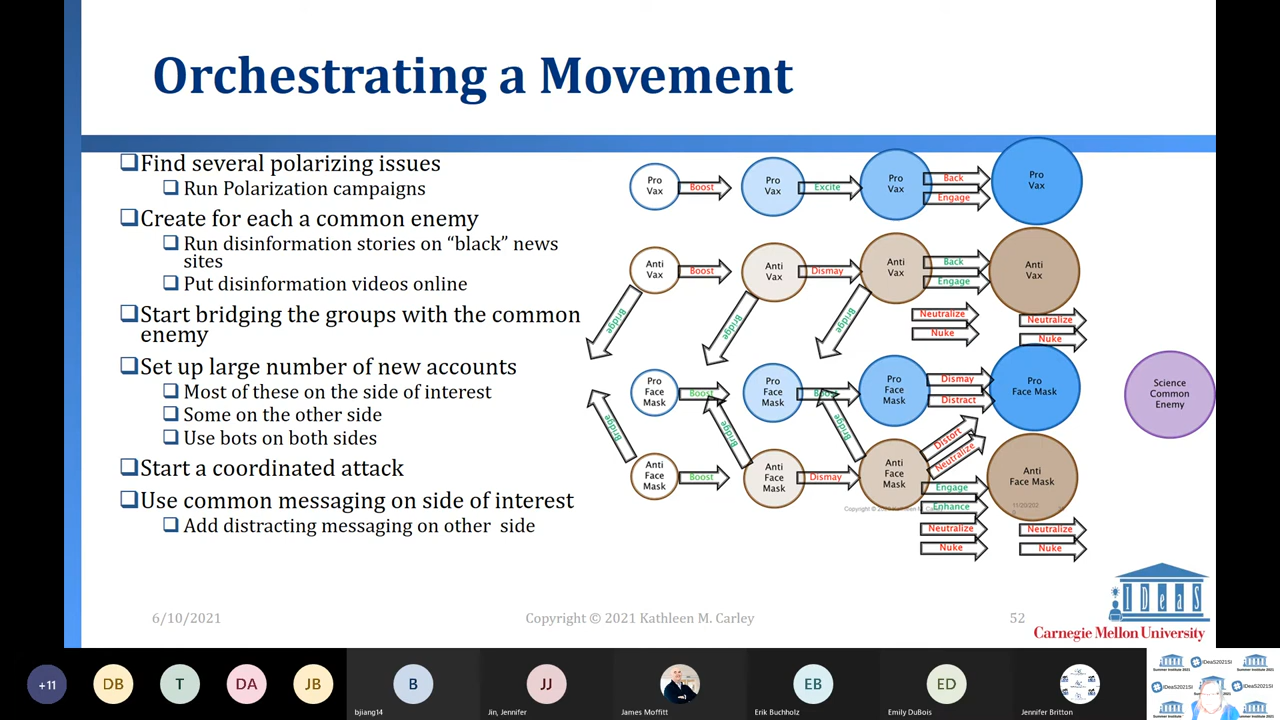 Orchestrating a Movement
❑Find several polarizing issues
❑ Run Polarization campaigns
❑Create for each a common enemy
❑ Run disinformation stories on “black” news
sites
❑ Put disinformation videos online
❑Start bridging the groups with the common
enemy
❑Set up large number of new accounts
❑ Most of these on the side of interest
❑ Some on the other side
❑ Use bots on both sides
❑Start a coordinated attack
❑Use common messaging on side of interest
❑ Add distracting messaging on other side
Pro
Vax
Boost
Pro
Vax
Excite
Pro
Vax
Back
Engage
Pro
Vax
Anti
Vax
Boost
Anti
Vax
Dismay
Anti
Vax
Back
Engage
Anti
Vax
Neutralize
Nuke
Neutralize
Nuke
Bridge
Bridge
Bridge
Pro
Face
Mask
Boost
Pro
Face
Mask
Boost
Pro
Face
Mask
Dismay
Distract
Pro
Face Mask
Science
Common
Enemy
Bridge
Bridge
Bridge
Anti
Face
Mask
Boost
Anti
Face
Mask
Dismay
Anti
Face
Mask
Distort
Neutralize
Engage
Enhance
Neutralize
Nuke
Anti
Face Mask
Neutralize
Nuke
6/10/2021
Copyright © 2021 Kathleen M. Carley
52
IDeaS
Carnegie Mellon University
+11
DB
T
DA
JB
B
bjiang14
JJ
Jin, Jennifer
James Moffitt
EB
Erik Buchholz
ED
Emily DuBois
Jennifer Britton
Summer Institute 2021
IDeaS2021SI
IDeaS2021SI
IDeaS2021SI